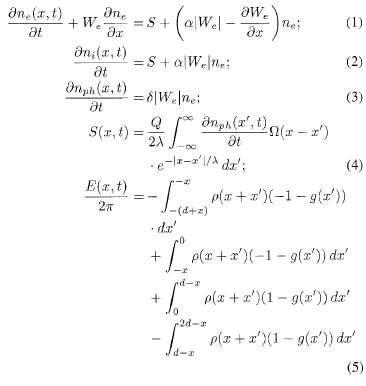 ∂n_e(x,t)/∂t + W_e ∂n_e/∂x = S + (α|W_e| − ∂W_e/∂x) n_e; (1)
∂n_i(x,t)/∂t = S + α|W_e|n_e; (2)
∂n_ph(x,t)/∂t = δ|W_e|n_e; (3)
S(x,t) = Q/2λ ∫_{−∞}^{∞} ∂n_ph(x′,t)/∂t Ω(x − x′)
· e^{−|x−x′|/λ} dx′; (4)
E(x,t)/2π = − ∫_{−(d+x)}^{−x} ρ(x + x′)(−1 − g(x′))
· dx′
+ ∫_{−x}^{0} ρ(x + x′)(−1 − g(x′)) dx′
+ ∫_{0}^{d−x} ρ(x + x′)(1 − g(x′)) dx′
− ∫_{d−x}^{2d−x} ρ(x + x′)(1 − g(x′)) dx′
(5)